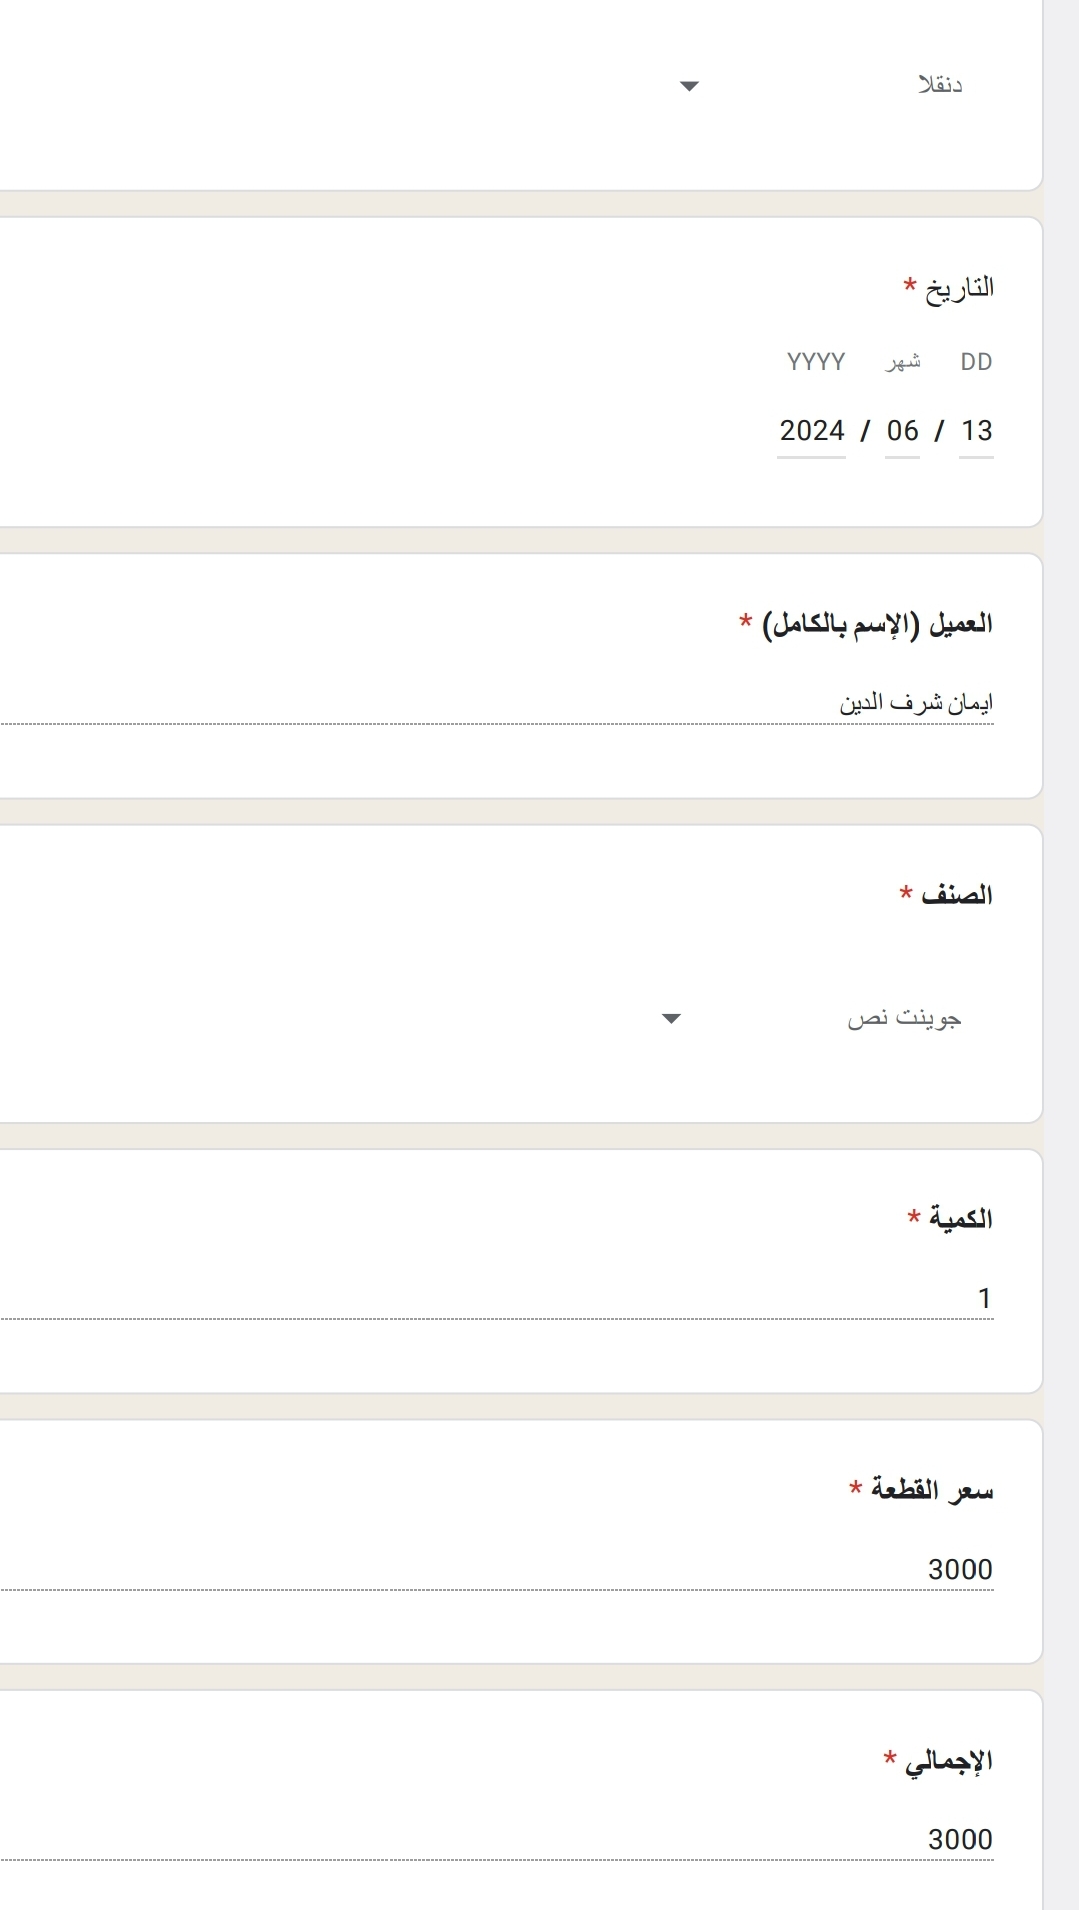 دنقلا
التاريخ *
DD شهر YYYY
13 / 06 / 2024
العميل (الإسم بالكامل) *
ايمان شرف الدين
الصنف *
جوينت نص
الكمية *
1
سعر القطعة *
3000
الإجمالي *
3000